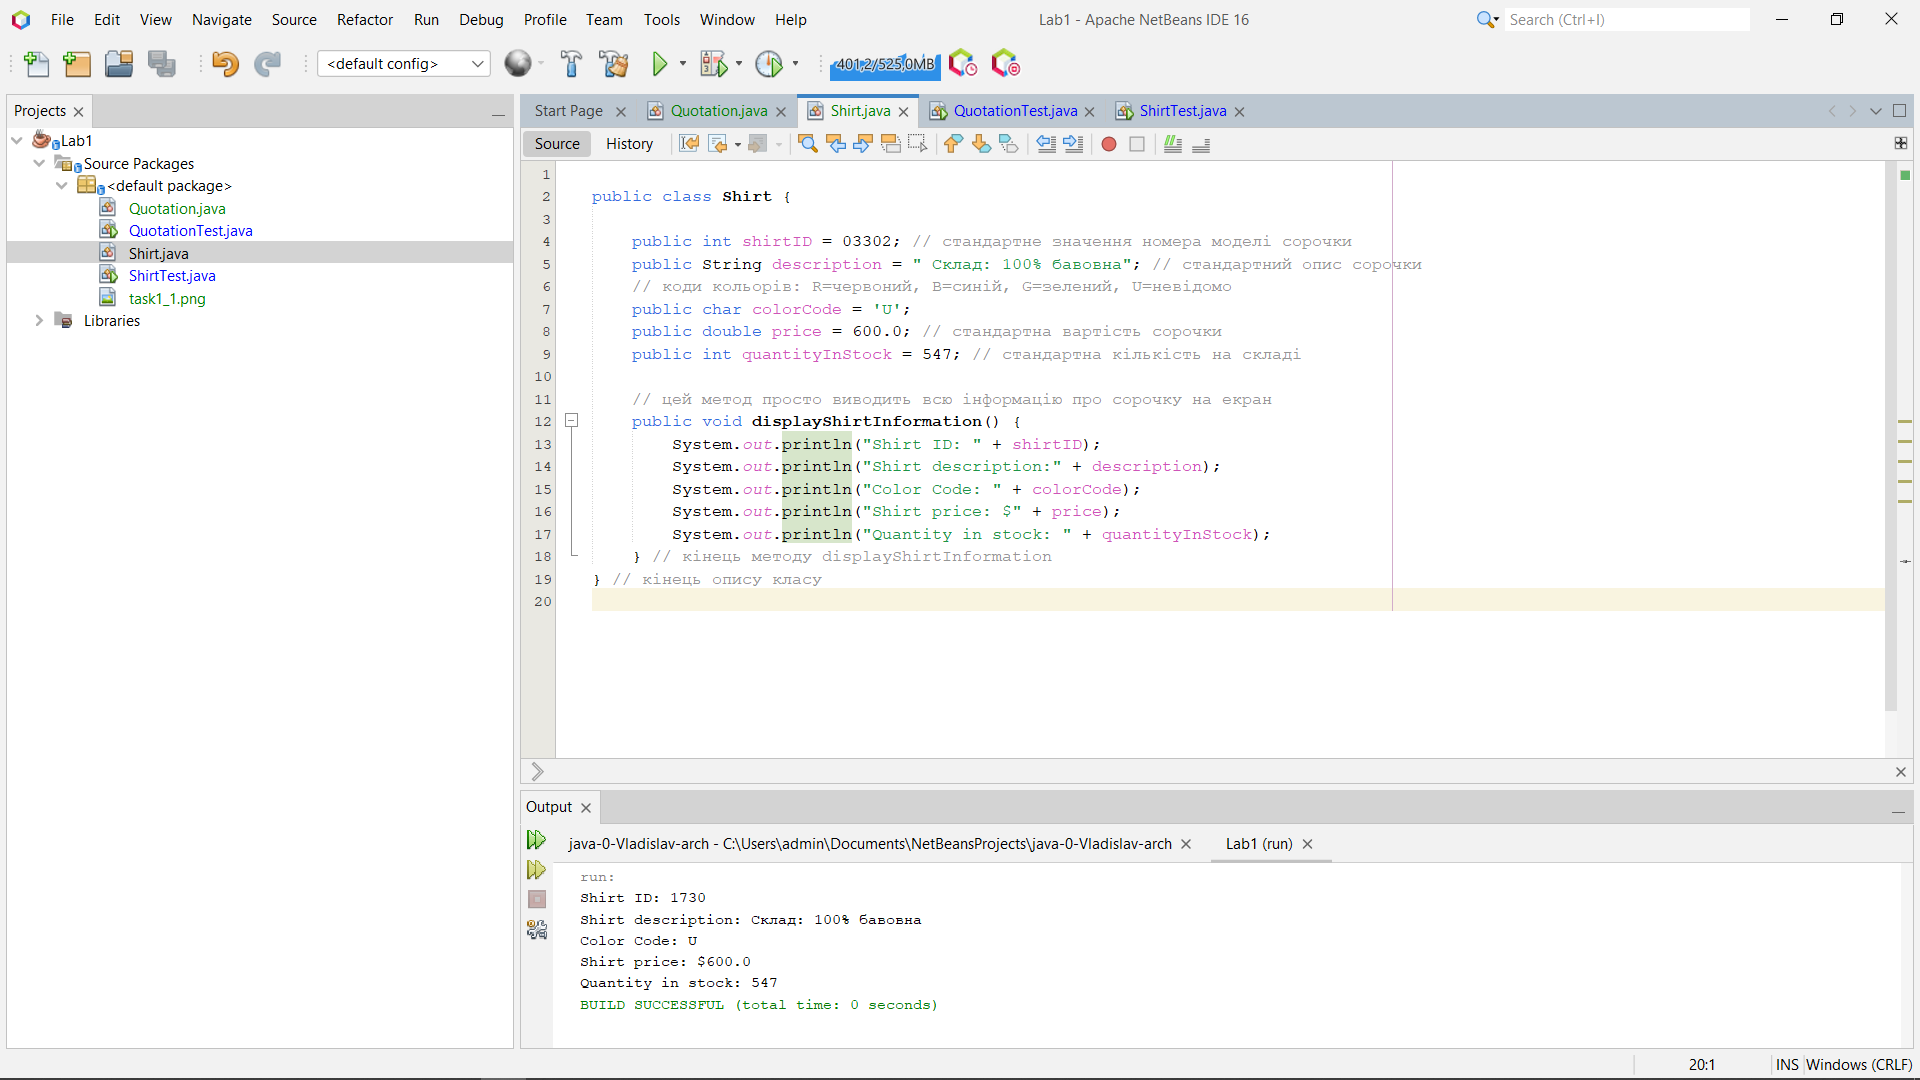 File Edit View Navigate Source Refactor Run Debug Profile Team Tools Window Help
Lab1 - Apache NetBeans IDE 16
Search (Ctrl+I)
<default config>
401,2/525,0MB
Projects
Lab1
Source Packages
<default package>
Quotation.java
QuotationTest.java
Shirt.java
ShirtTest.java
task1_1.png
Libraries
Start Page Quotation.java Shirt.java QuotationTest.java ShirtTest.java
Source History
1
2 public class Shirt {
3
4 public int shirtID = 03302; // стандартне значення номера моделі сорочки
5 public String description = " Склад: 100% бавовна"; // стандартний опис сорочки
6 // коди кольорів: R=червоний, B=синій, G=зелений, U=невідомо
7 public char colorCode = 'U';
8 public double price = 600.0; // стандартна вартість сорочки
9 public int quantityInStock = 547; // стандартна кількість на складі
10
11 // цей метод просто виводить всю інформацію про сорочку на екран
12 public void displayShirtInformation() {
13 System.out.println("Shirt ID: " + shirtID);
14 System.out.println("Shirt description:" + description);
15 System.out.println("Color Code: " + colorCode);
16 System.out.println("Shirt price: $" + price);
17 System.out.println("Quantity in stock: " + quantityInStock);
18 } // кінець методу displayShirtInformation
19 } // кінець опису класу
20
Output
java-0-Vladislav-arch - C:\Users\admin\Documents\NetBeansProjects\java-0-Vladislav-arch
Lab1 (run)
run:
Shirt ID: 1730
Shirt description: Склад: 100% бавовна
Color Code: U
Shirt price: $600.0
Quantity in stock: 547
BUILD SUCCESSFUL (total time: 0 seconds)
20:1 INS Windows (CRLF)